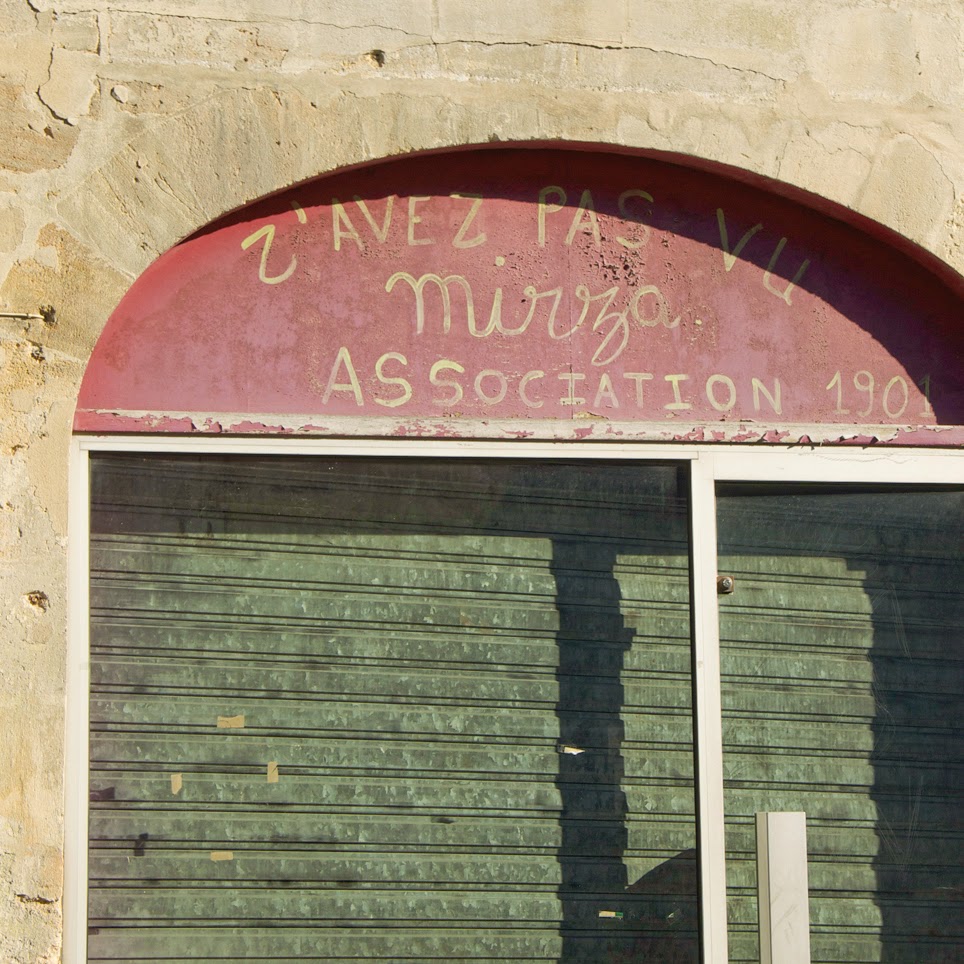 Z'AVEZ PAS VU
Mirza
ASSOCIATION 1901